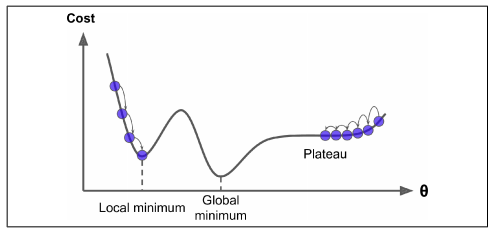 Cost
Plateau
θ
Local minimum
Global
minimum